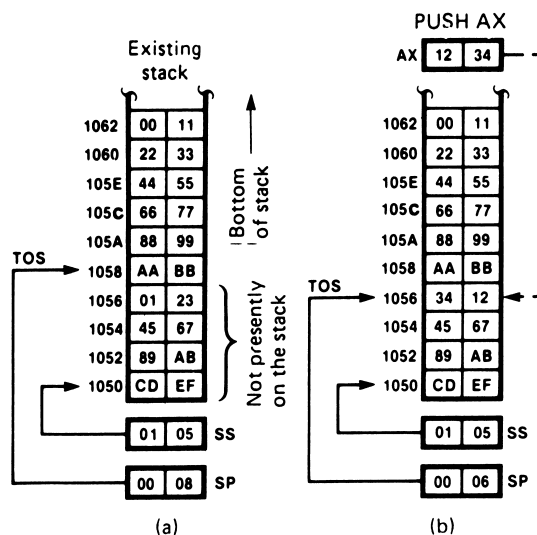 Existing
stack
1062 00 11
1060 22 33
105E 44 55
105C 66 77
105A 88 99
TOS
1058 AA BB
1056 01 23
1054 45 67
1052 89 AB
1050 CD EF
Bottom
of stack
Not presently
on the stack
01 05 SS
00 08 SP
(a)
PUSH AX
AX 12 34
1062 00 11
1060 22 33
105E 44 55
105C 66 77
105A 88 99
1058 AA BB
TOS
1056 34 12
1054 45 67
1052 89 AB
1050 CD EF
01 05 SS
00 06 SP
(b)